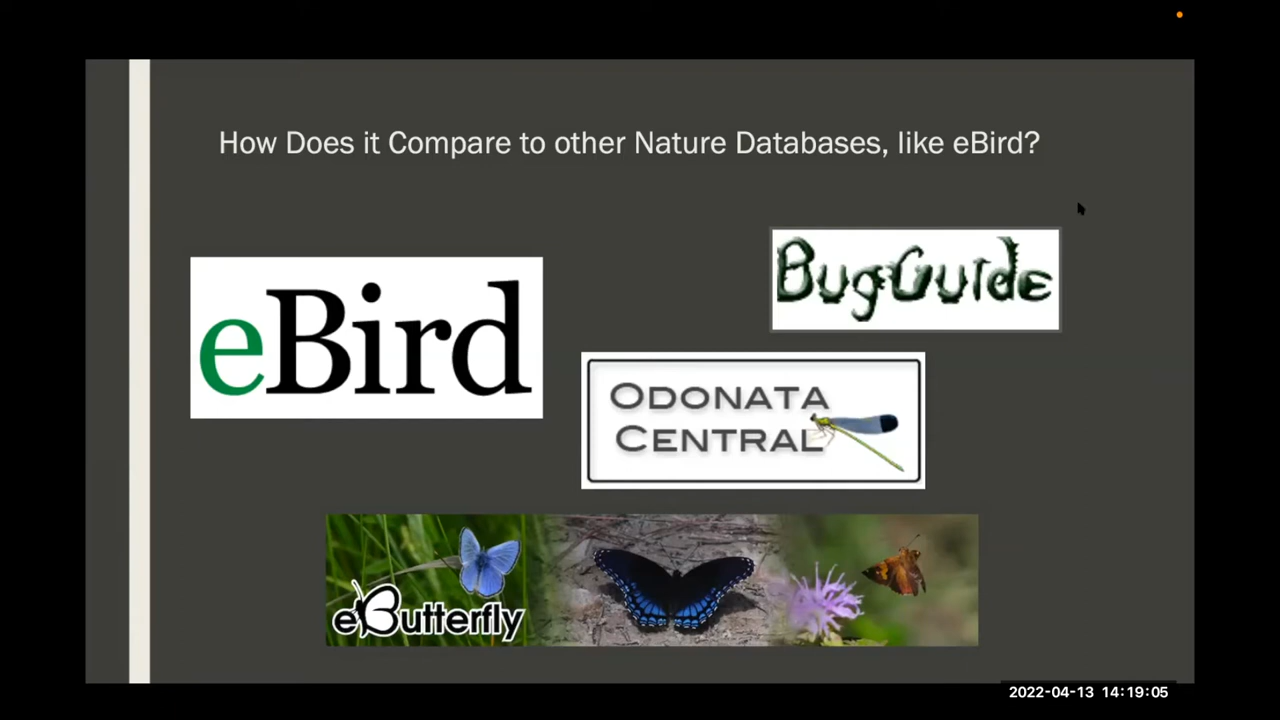 How Does it Compare to other Nature Databases, like eBird?
BugGuide
eBird
ODONATA
CENTRAL
eButterfly
2022-04-13 14:19:05